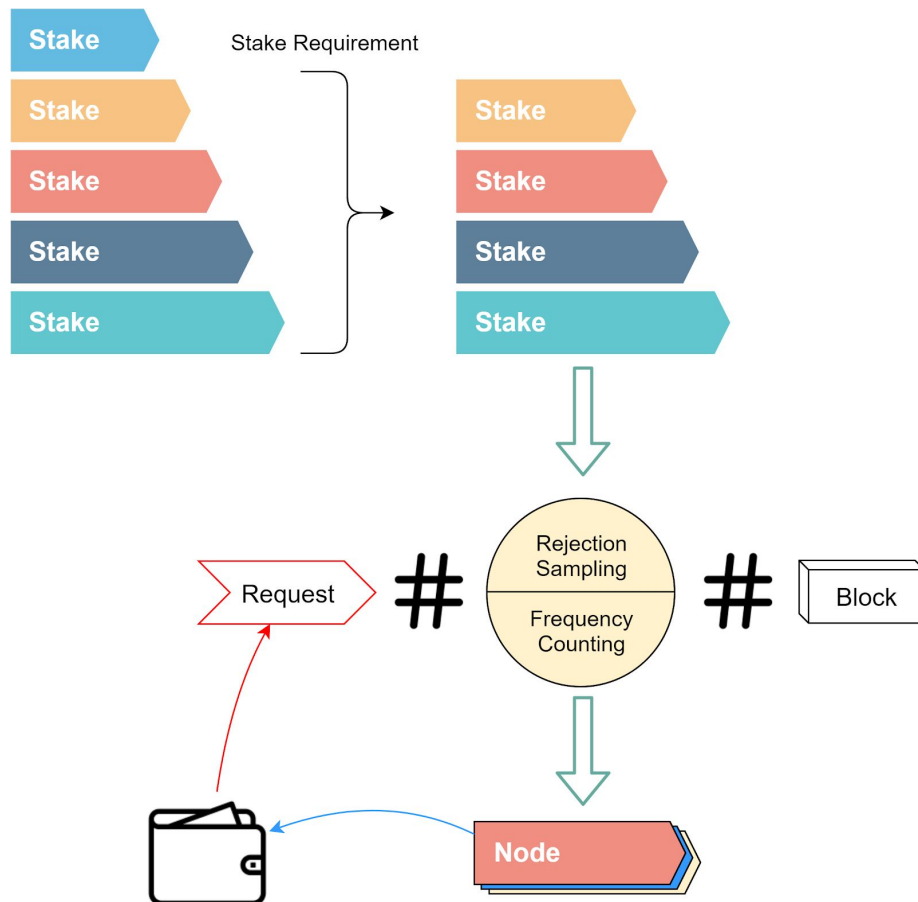 Stake
Stake Requirement
Stake
Stake
Stake
Stake
Stake
Stake
Stake
Stake
Rejection
Sampling
Request
#
#
Block
Frequency
Counting
Node